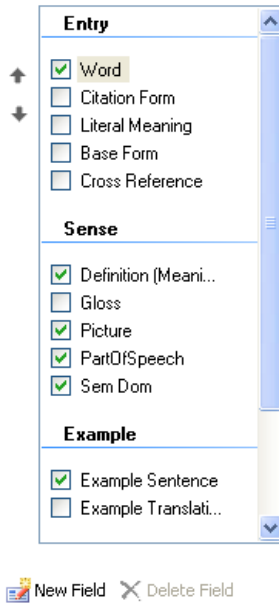 Entry
Word
Citation Form
Literal Meaning
Base Form
Cross Reference
Sense
Definition (Meani...
Gloss
Picture
PartOfSpeech
Sem Dom
Example
Example Sentence
Example Translati...
New Field Delete Field